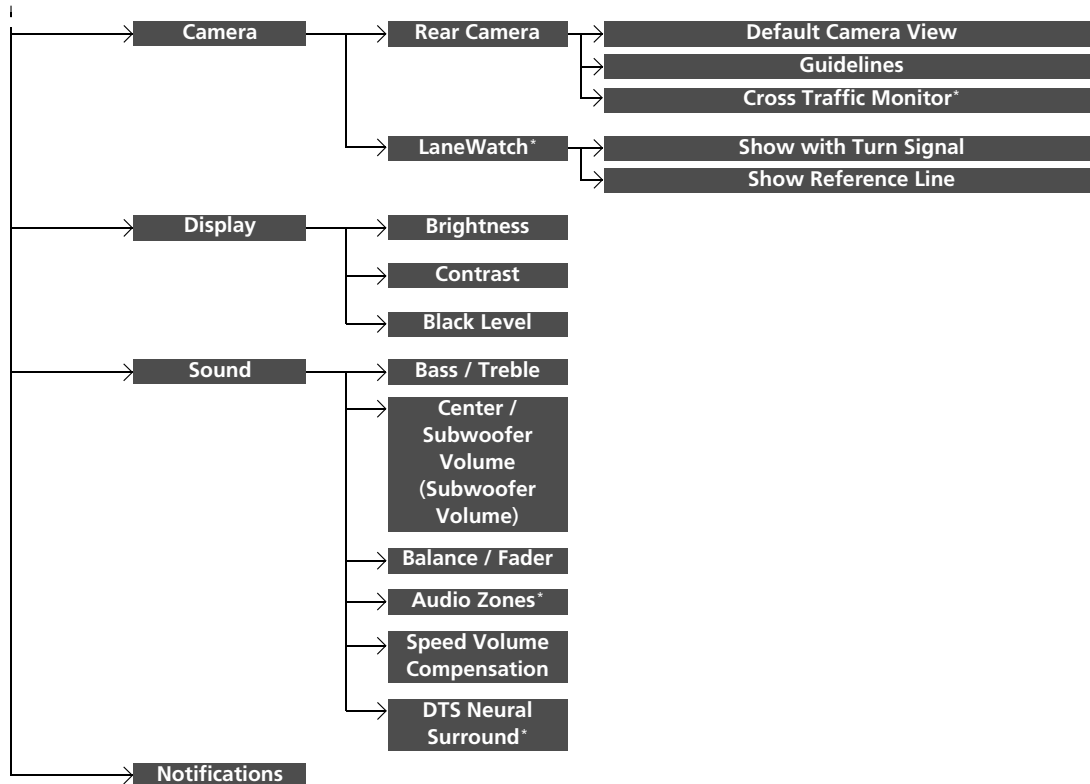 Camera
Rear Camera
Default Camera View
Guidelines
Cross Traffic Monitor*
LaneWatch*
Show with Turn Signal
Show Reference Line
Display
Brightness
Contrast
Black Level
Sound
Bass / Treble
Center /
Subwoofer
Volume
(Subwoofer
Volume)
Balance / Fader
Audio Zones*
Speed Volume
Compensation
DTS Neural
Surround*
Notifications